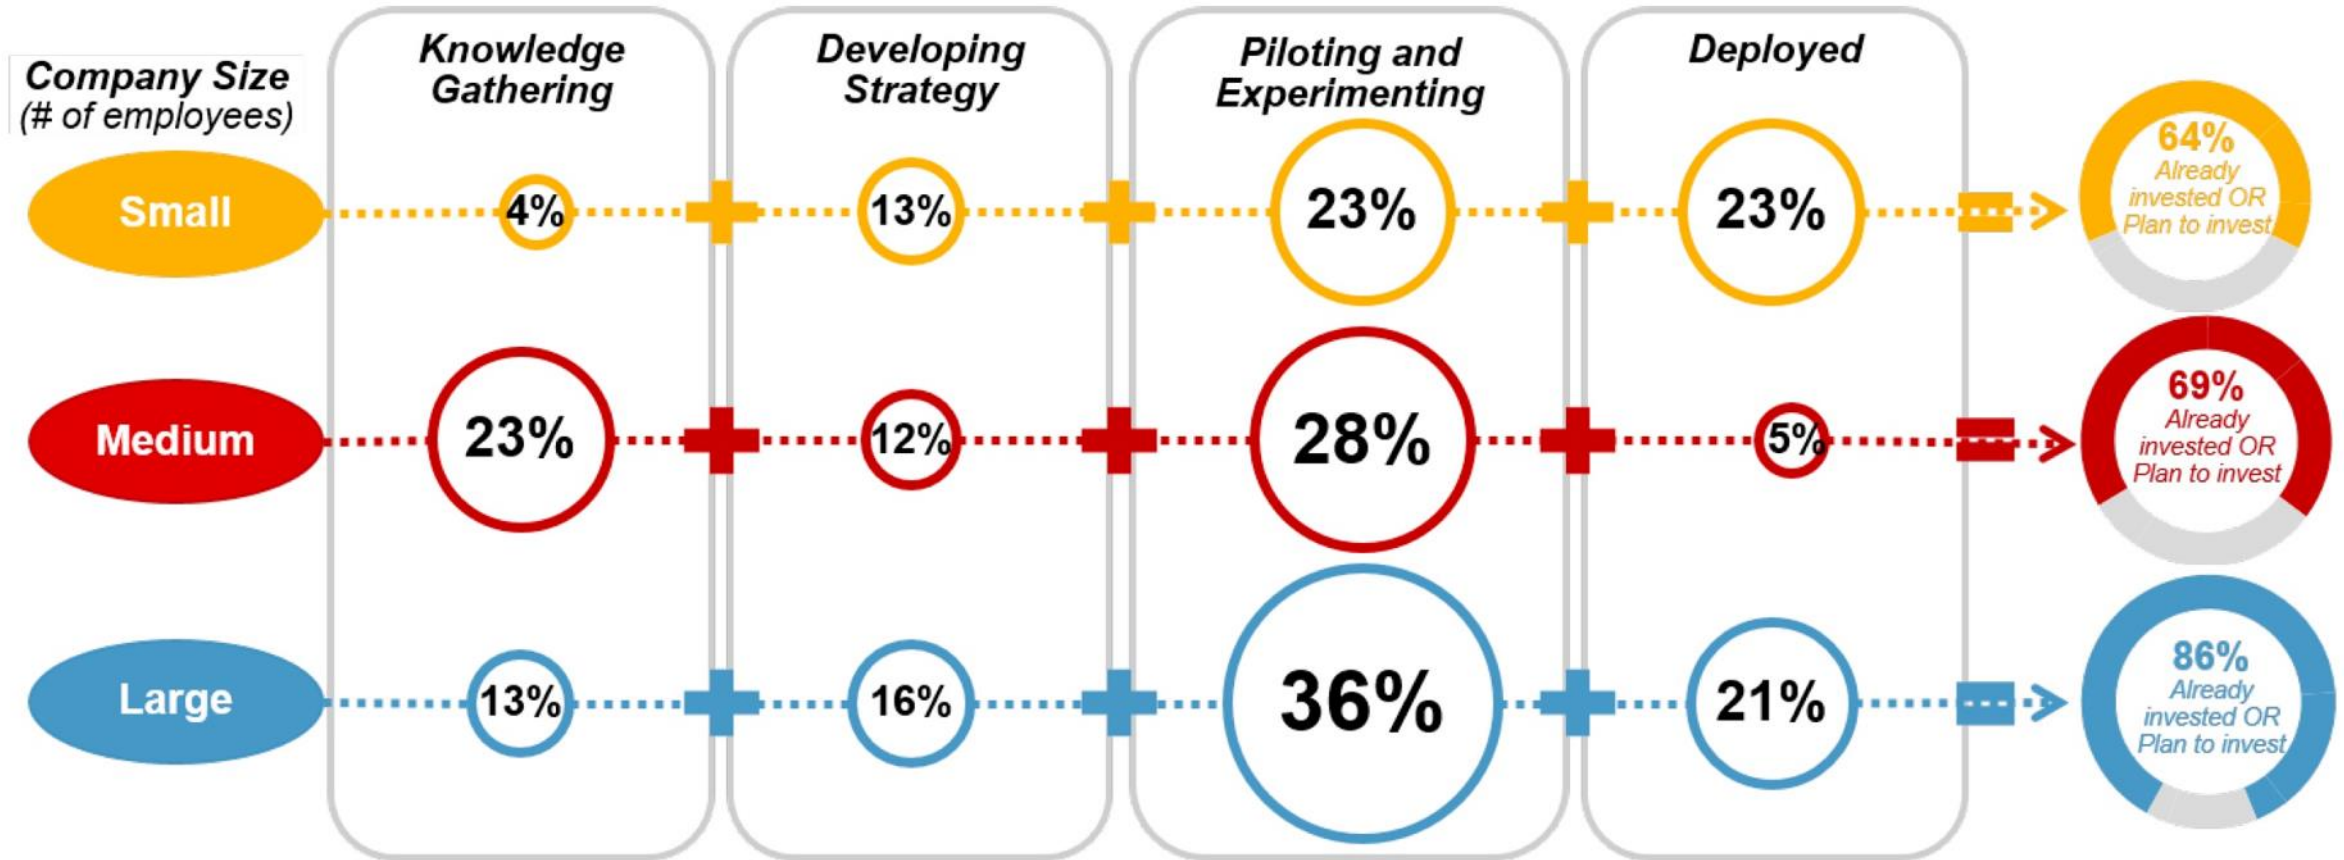 Company Size
(# of employees)
Knowledge
Gathering
Developing
Strategy
Piloting and
Experimenting
Deployed
Small
4%
13%
23%
23%
64%
Already
invested OR
Plan to invest
Medium
23%
12%
28%
5%
69%
Already
invested OR
Plan to invest
Large
13%
16%
36%
21%
86%
Already
invested OR
Plan to invest